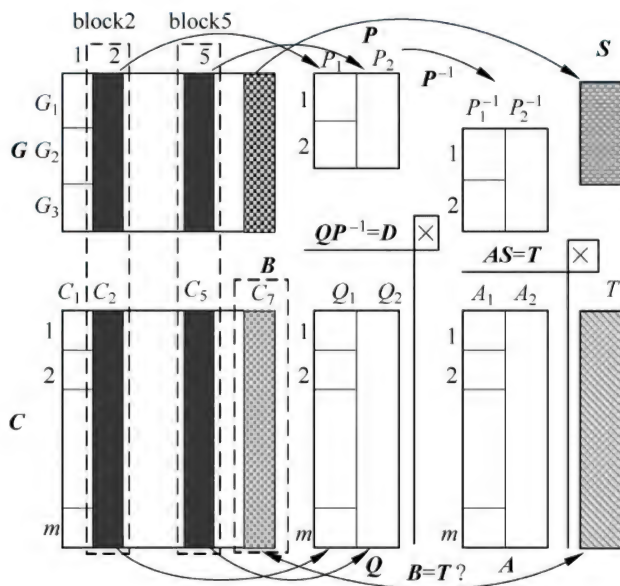 block2 block5
1 2 5 P₁ P P₂ S
P⁻¹
G₁ 1 P₁⁻¹ P₂⁻¹
G G₂ 2 1
G₃ 2
QP⁻¹=D × AS=T ×
B
C₁ C₂ C₅ C₇ Q₁ Q₂ A₁ A₂ T
1 1 1
2 2 2
C
m m m
Q B=T? A